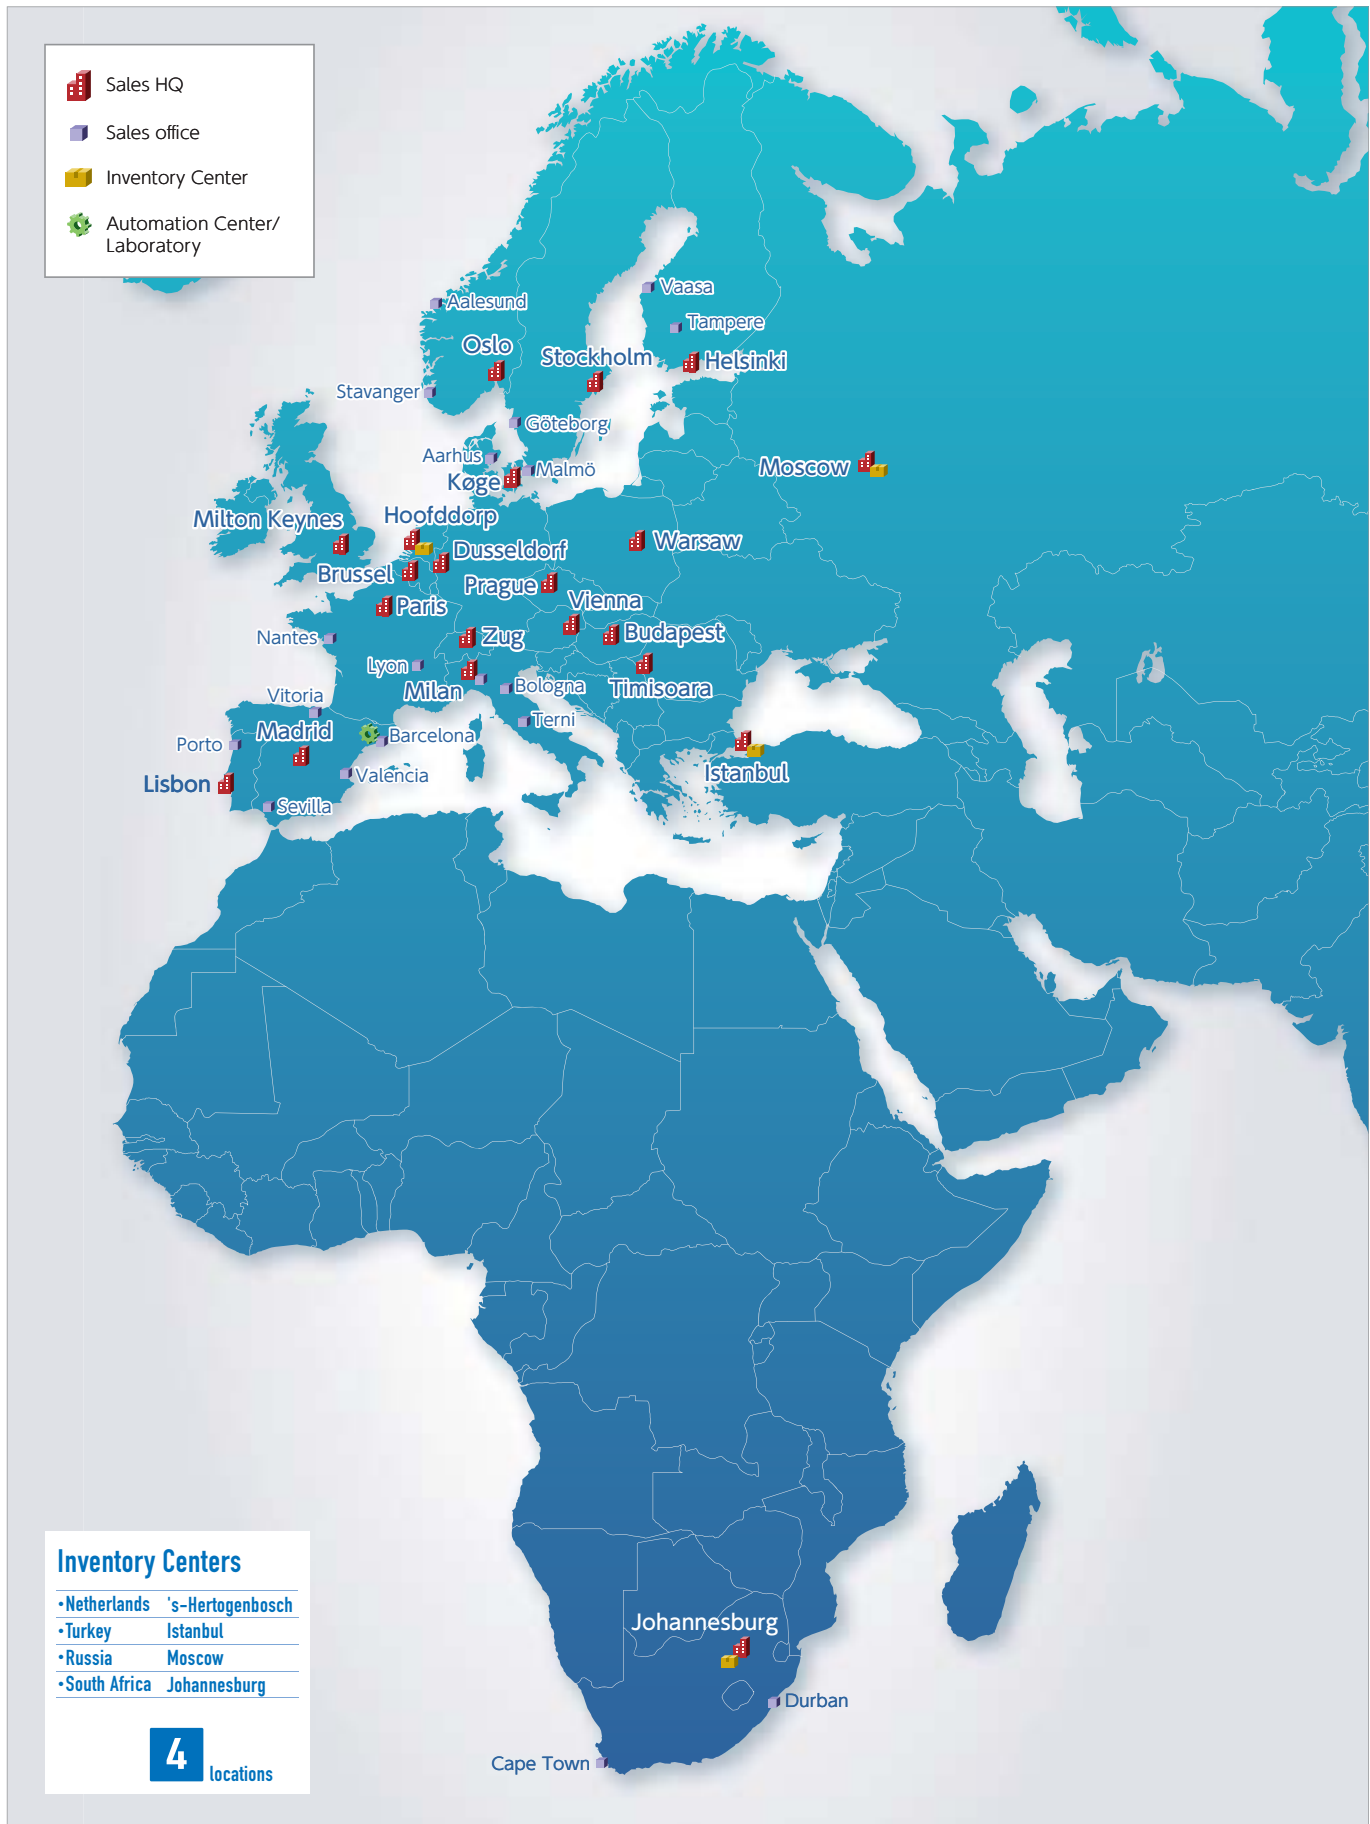 Sales HQ
Sales office
Inventory Center
Automation Center/
Laboratory
Vaasa
Aalesund
Tampere
Oslo
Stockholm
Helsinki
Stavanger
Göteborg
Aarhus
Malmö
Moscow
Køge
Hoofddorp
Milton Keynes
Warsaw
Dusseldorf
Brussel
Prague
Vienna
Paris
Budapest
Nantes
Zug
Lyon
Milan
Bologna
Timisoara
Vitoria
Terni
Madrid
Barcelona
Porto
Istanbul
Valencia
Lisbon
Sevilla
Inventory Centers
•Netherlands 's-Hertogenbosch
•Turkey Istanbul
•Russia Moscow
•South Africa Johannesburg
4 locations
Johannesburg
Durban
Cape Town